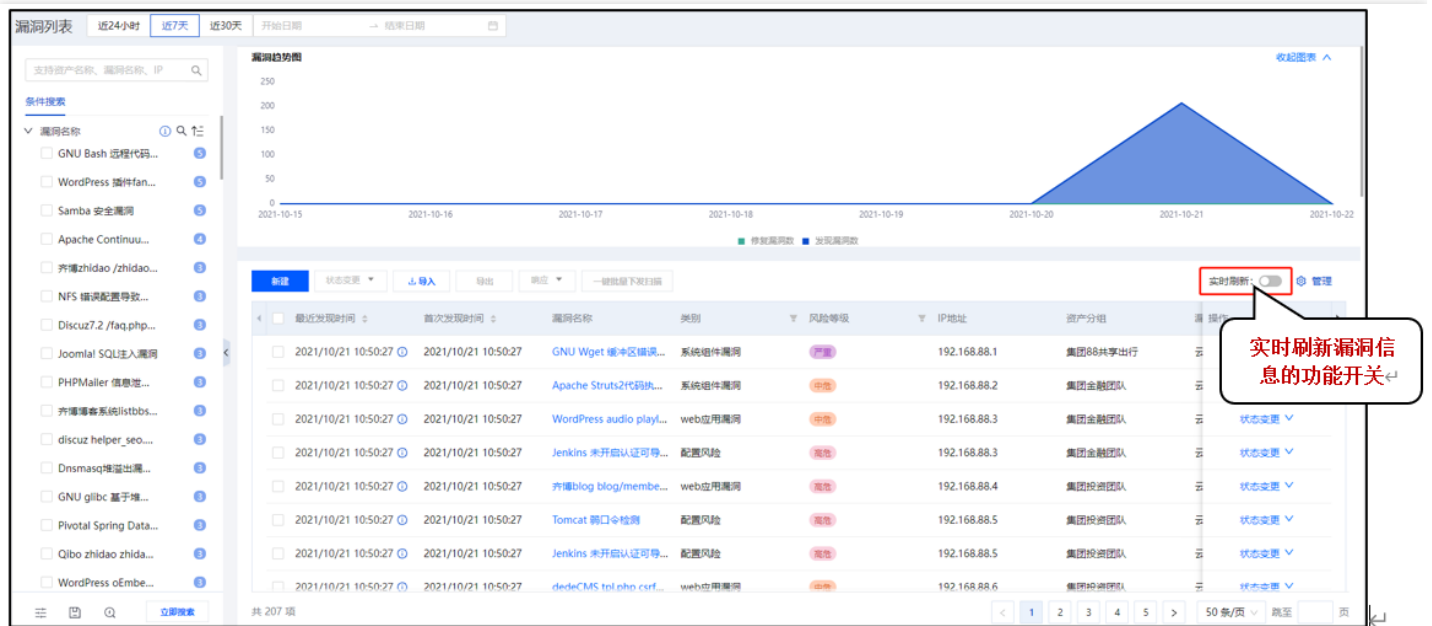 漏洞列表 近24小时 近7天 近30天 开始日期 → 结束日期
支持资产名称、漏洞名称、IP
条件搜索
漏洞名称
GNU Bash 远程代码... 5
WordPress 插件fan... 5
Samba 安全漏洞 5
Apache Continuu... 4
齐博zhidao /zhidao... 3
NFS 错误配置导致... 3
Discuz7.2 /faq.php... 3
Joomla! SQL注入漏洞 3
PHPMailer 信息泄... 3
齐博博客系统listbbs... 3
discuz helper_seo.... 3
Dnsmasq堆溢出漏... 3
GNU glibc 基于堆... 3
Pivotal Spring Data... 3
Qibo zhidao zhida... 3
WordPress oEmbe... 3
立即搜索
漏洞趋势图 收起图表
250
200
150
100
50
0
2021-10-15 2021-10-16 2021-10-17 2021-10-18 2021-10-19 2021-10-20 2021-10-21 2021-10-22
修复漏洞数 发现漏洞数
新建 状态变更 导入 导出 响应 一键批量下发扫描 实时刷新: 管理
最近发现时间 首次发现时间 漏洞名称 类别 风险等级 IP地址 资产分组 漏 操作
2021/10/21 10:50:27 2021/10/21 10:50:27 GNU Wget 缓冲区错误... 系统组件漏洞 严重 192.168.88.1 集团88共享出行 云
2021/10/21 10:50:27 2021/10/21 10:50:27 Apache Struts2代码执... 系统组件漏洞 中危 192.168.88.2 集团金融团队 云
2021/10/21 10:50:27 2021/10/21 10:50:27 WordPress audio playl... web应用漏洞 中危 192.168.88.3 集团金融团队 云 状态变更
2021/10/21 10:50:27 2021/10/21 10:50:27 Jenkins 未开启认证可导... 配置风险 高危 192.168.88.3 集团金融团队 云 状态变更
2021/10/21 10:50:27 2021/10/21 10:50:27 齐博blog blog/membe... web应用漏洞 高危 192.168.88.4 集团投资团队 云 状态变更
2021/10/21 10:50:27 2021/10/21 10:50:27 Tomcat 弱口令检测 配置风险 高危 192.168.88.5 集团投资团队 云 状态变更
2021/10/21 10:50:27 2021/10/21 10:50:27 Jenkins 未开启认证可导... 配置风险 高危 192.168.88.5 集团投资团队 云 状态变更
2021/10/21 10:50:27 2021/10/21 10:50:27 dedeCMS tpl.php csrf... web应用漏洞 中危 192.168.88.6 集团投资团队 云 状态变更
共 207 项 < 1 2 3 4 5 > 50 条/页 跳至 页
实时刷新漏洞信
息的功能开关